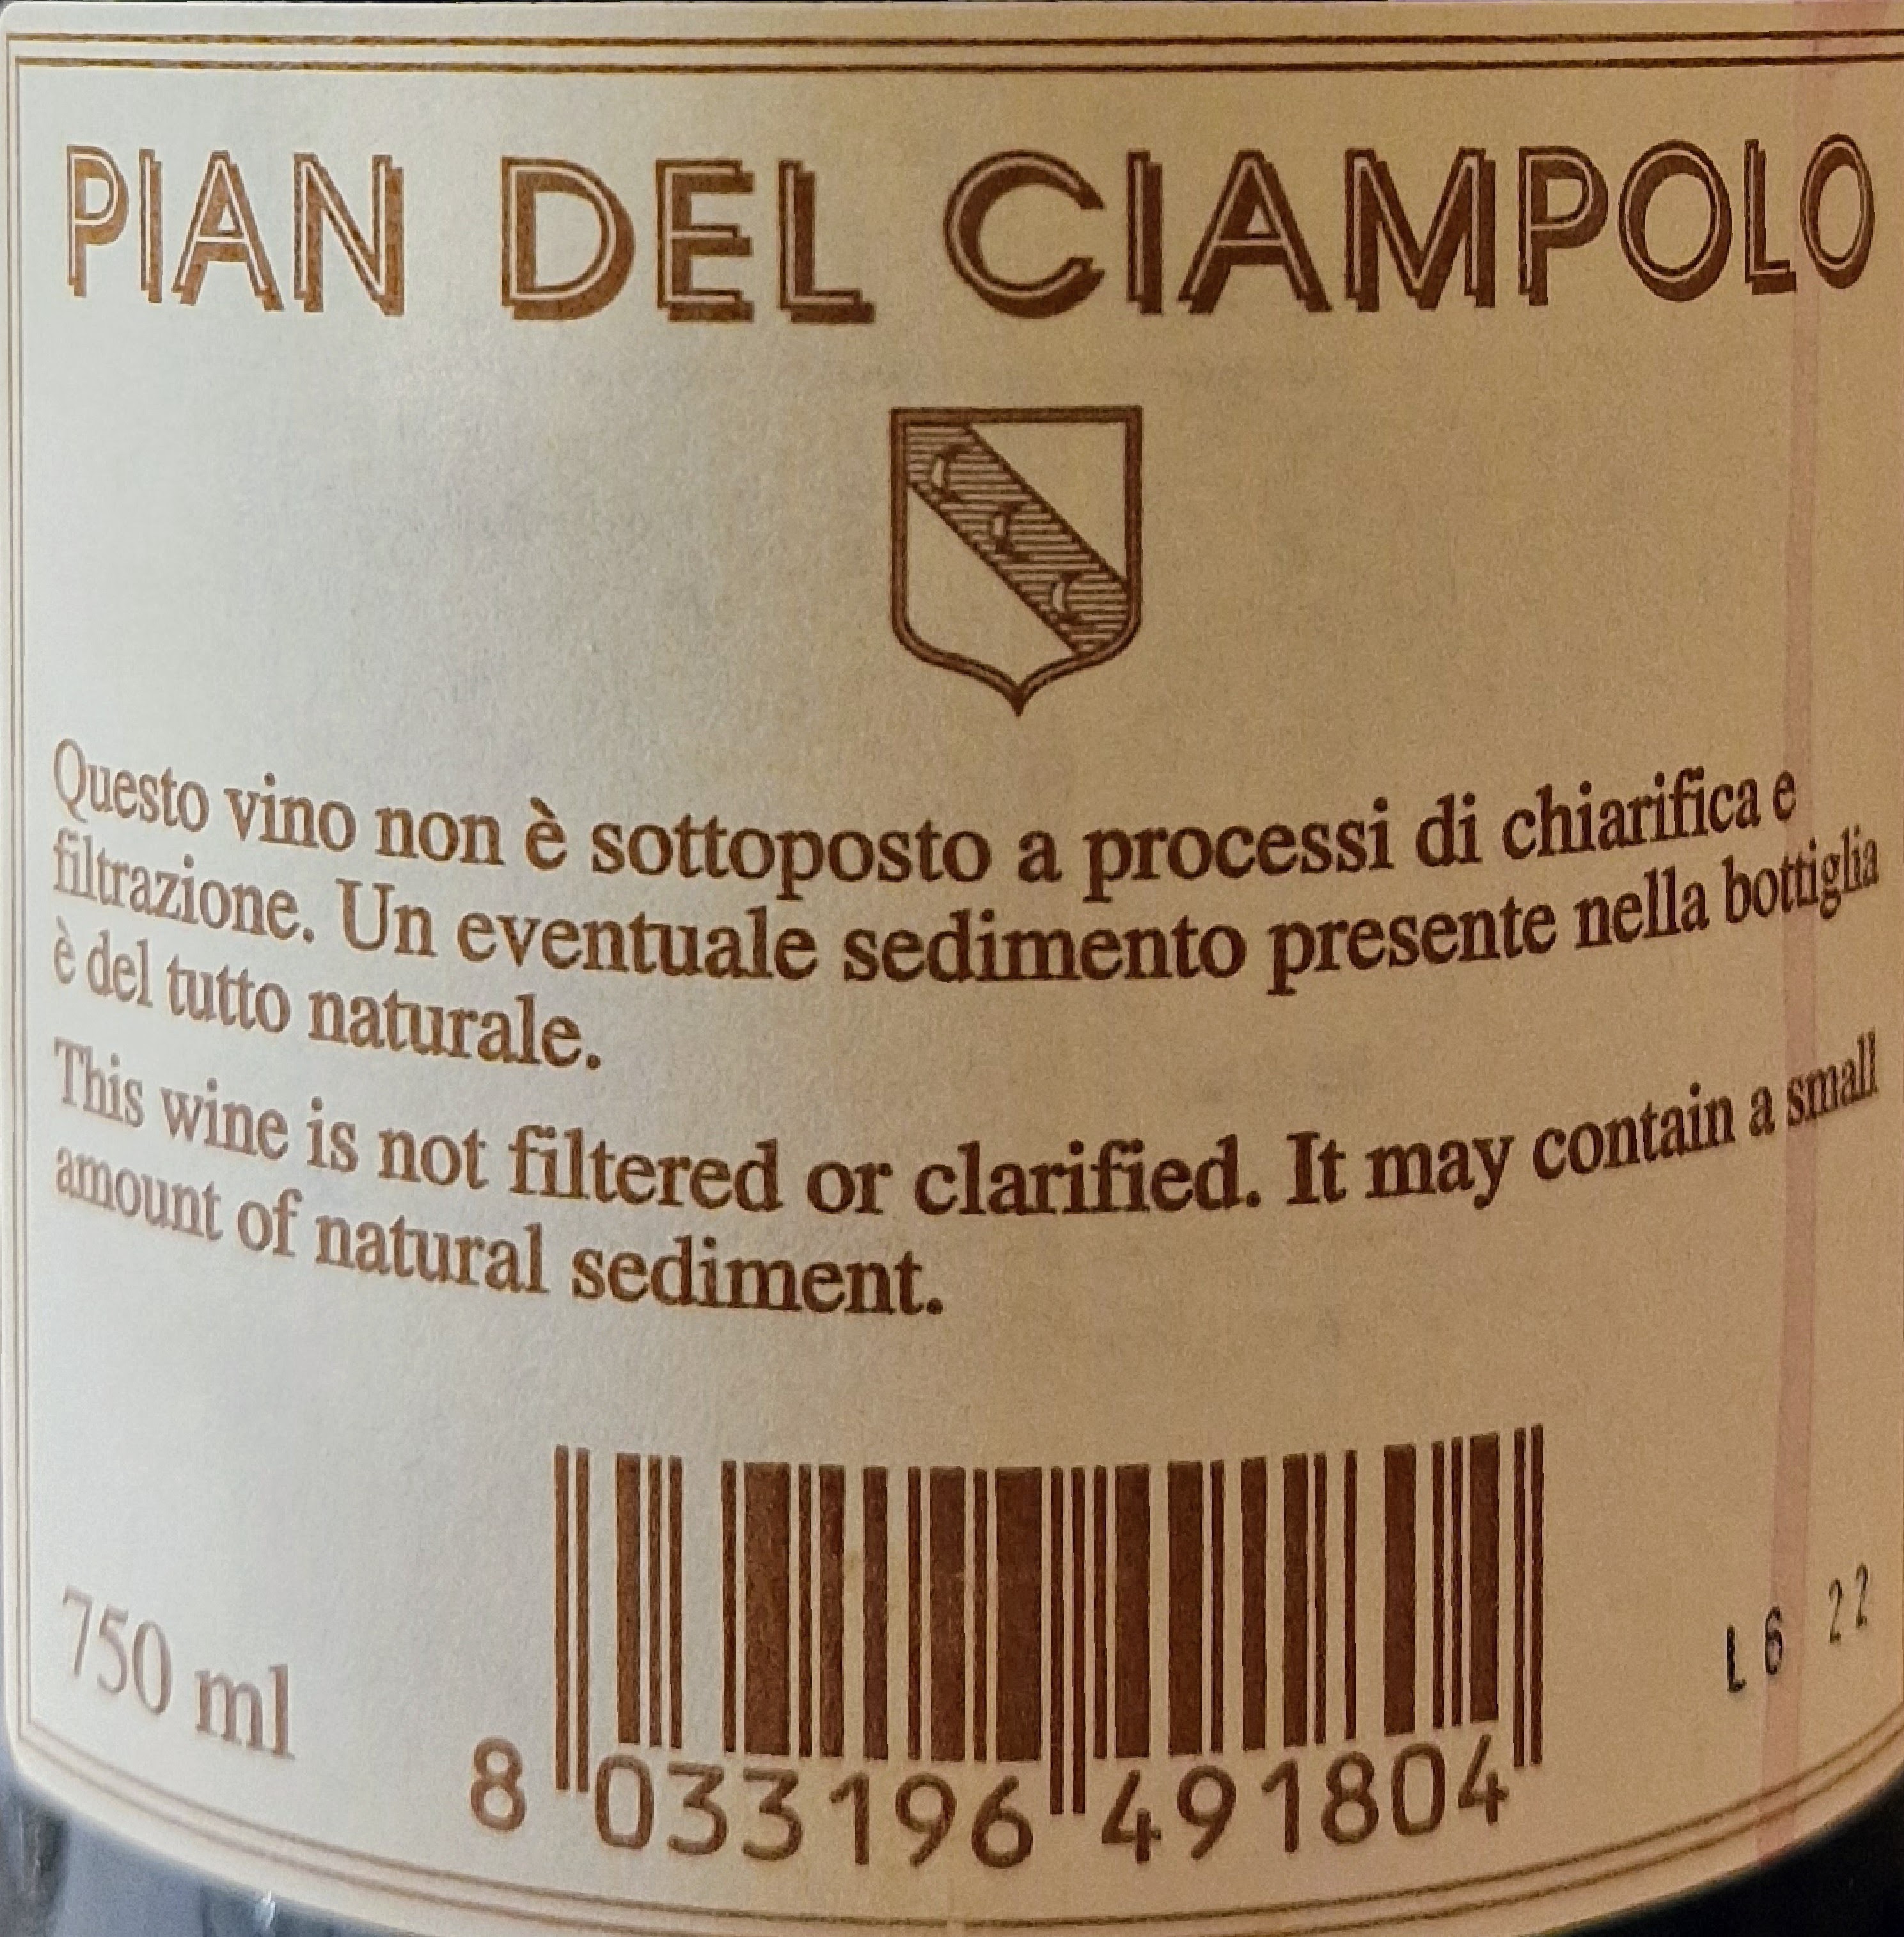 PIAN DEL CIAMPOLO
Questo vino non è sottoposto a processi di chiarifica e
filtrazione. Un eventuale sedimento presente nella bottiglia
è del tutto naturale.
This wine is not filtered or clarified. It may contain a small
amount of natural sediment.
750 ml
8 033196 491804
L 6 22